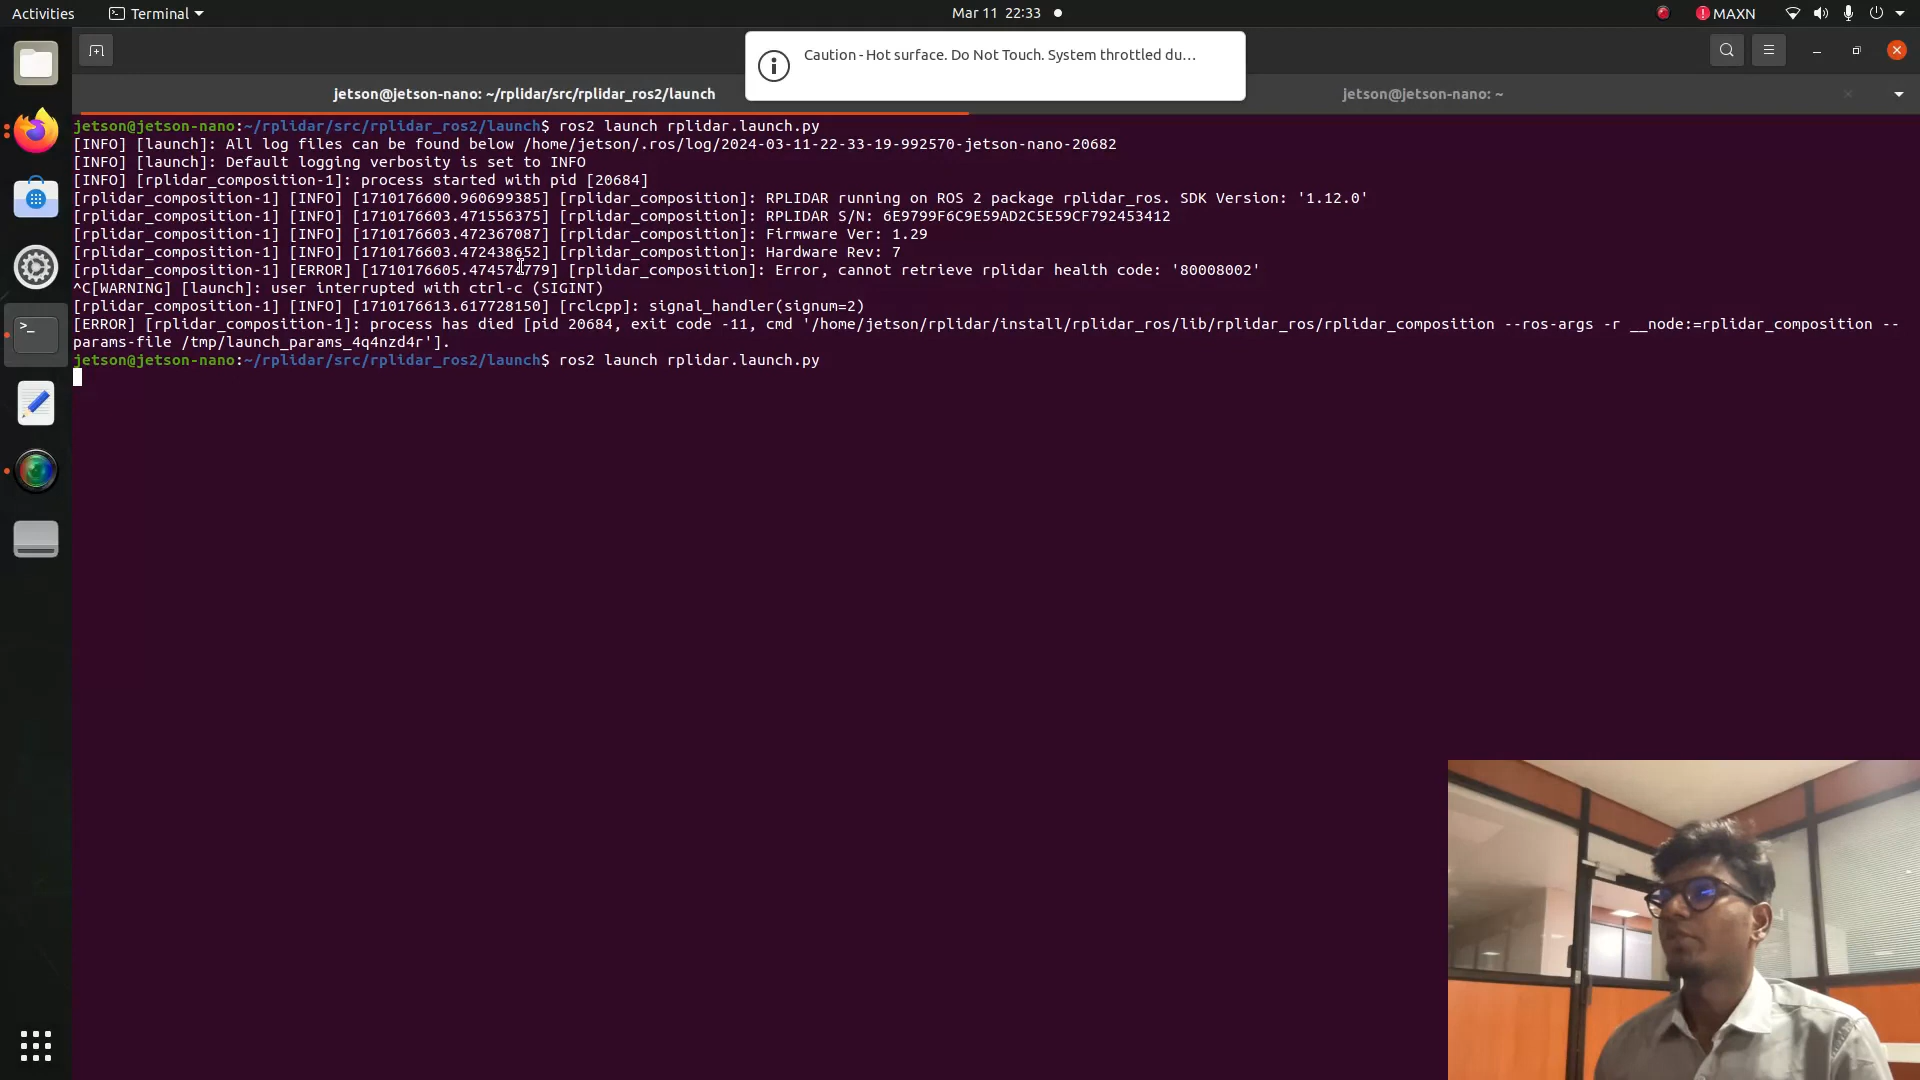 Activities Terminal Mar 11 22:33 MAXN
Caution - Hot surface. Do Not Touch. System throttled du...
jetson@jetson-nano: ~/rplidar/src/rplidar_ros2/launch jetson@jetson-nano: ~
jetson@jetson-nano:~/rplidar/src/rplidar_ros2/launch$ ros2 launch rplidar.launch.py
[INFO] [launch]: All log files can be found below /home/jetson/.ros/log/2024-03-11-22-33-19-992570-jetson-nano-20682
[INFO] [launch]: Default logging verbosity is set to INFO
[INFO] [rplidar_composition-1]: process started with pid [20684]
[rplidar_composition-1] [INFO] [1710176600.960699385] [rplidar_composition]: RPLIDAR running on ROS 2 package rplidar_ros. SDK Version: '1.12.0'
[rplidar_composition-1] [INFO] [1710176603.471556375] [rplidar_composition]: RPLIDAR S/N: 6E9799F6C9E59AD2C5E59CF792453412
[rplidar_composition-1] [INFO] [1710176603.472367087] [rplidar_composition]: Firmware Ver: 1.29
[rplidar_composition-1] [INFO] [1710176603.472438652] [rplidar_composition]: Hardware Rev: 7
[rplidar_composition-1] [ERROR] [1710176605.474574779] [rplidar_composition]: Error, cannot retrieve rplidar health code: '80008002'
^C[WARNING] [launch]: user interrupted with ctrl-c (SIGINT)
[rplidar_composition-1] [INFO] [1710176613.617728150] [rclcpp]: signal_handler(signum=2)
[ERROR] [rplidar_composition-1]: process has died [pid 20684, exit code -11, cmd '/home/jetson/rplidar/install/rplidar_ros/lib/rplidar_ros/rplidar_composition --ros-args -r __node:=rplidar_composition --
params-file /tmp/launch_params_4q4nzd4r'].
jetson@jetson-nano:~/rplidar/src/rplidar_ros2/launch$ ros2 launch rplidar.launch.py